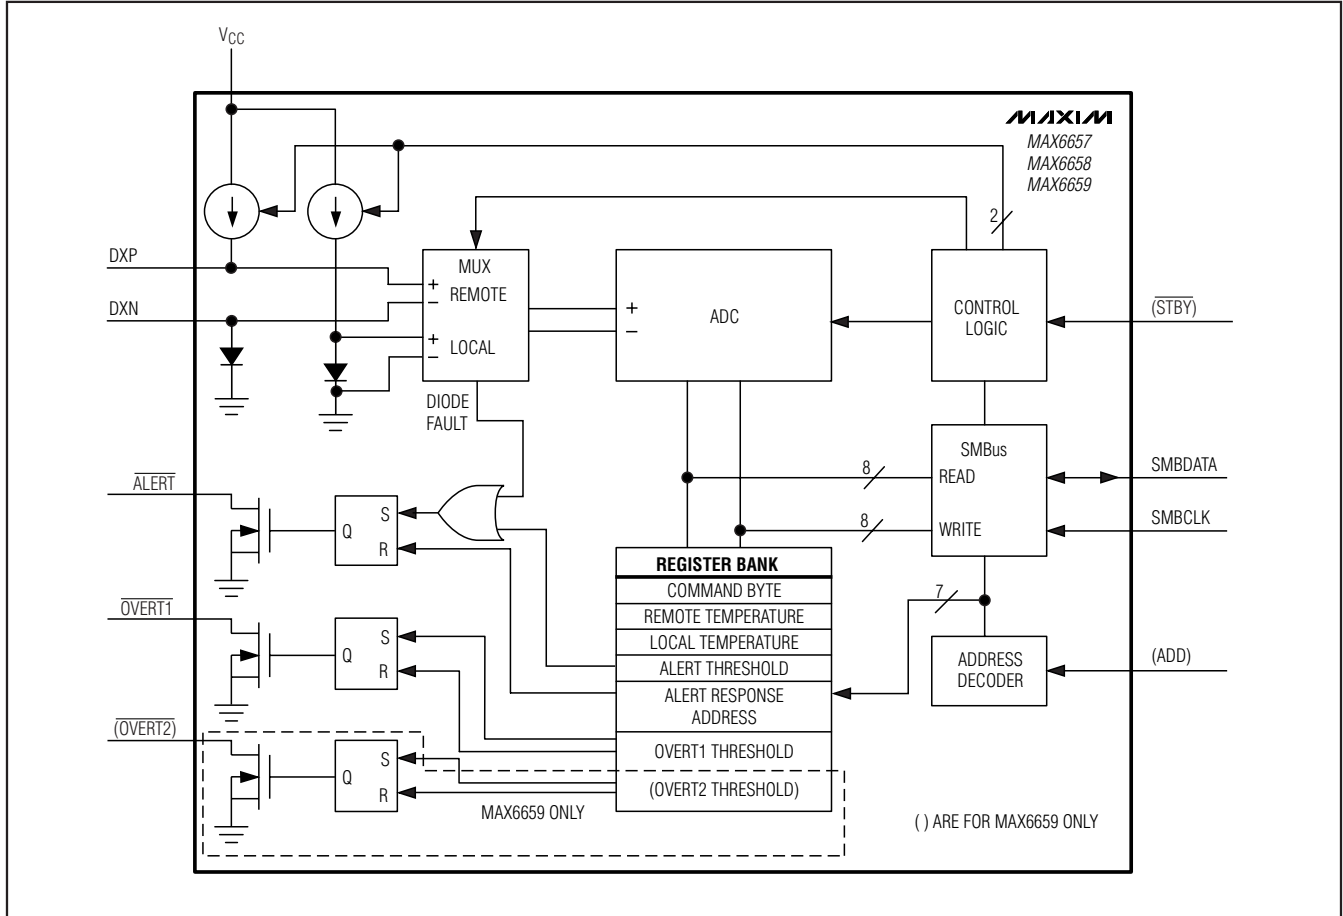 VCC
MAXIM
MAX6657
MAX6658
MAX6659
2
DXP
DXN
MUX
+
REMOTE
−
+
LOCAL
−
+
−
ADC
CONTROL
LOGIC
(STBY)
DIODE
FAULT
SMBus
READ
WRITE
8
8
SMBDATA
SMBCLK
ALERT
S
Q
R
REGISTER BANK
COMMAND BYTE
REMOTE TEMPERATURE
LOCAL TEMPERATURE
ALERT THRESHOLD
ALERT RESPONSE
ADDRESS
OVERT1 THRESHOLD
(OVERT2 THRESHOLD)
7
ADDRESS
DECODER
(ADD)
OVERT1
S
Q
R
(OVERT2)
S
Q
R
MAX6659 ONLY
( ) ARE FOR MAX6659 ONLY